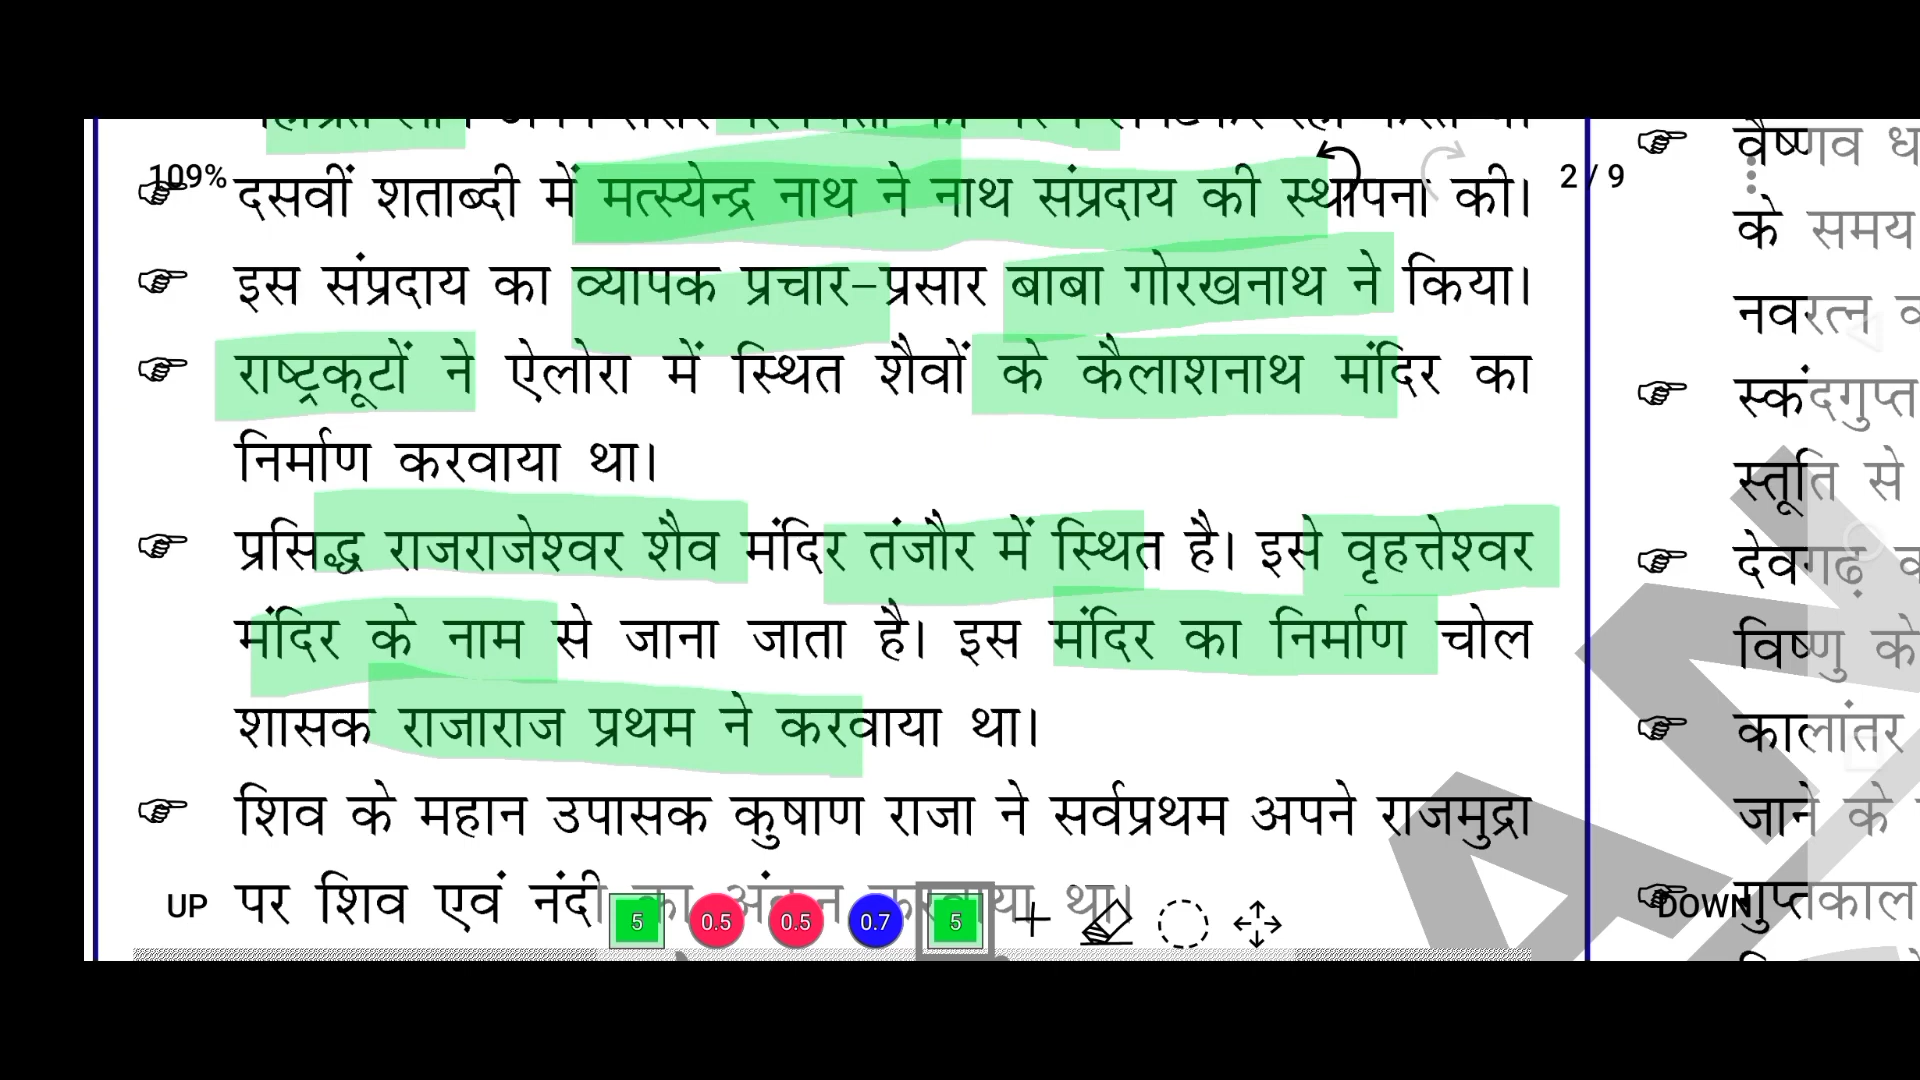 109%
2 / 9
दसवीं शताब्दी में मत्स्येन्द्र नाथ ने नाथ संप्रदाय की स्थापना की।
इस संप्रदाय का व्यापक प्रचार-प्रसार बाबा गोरखनाथ ने किया।
राष्ट्रकूटों ने ऐलोरा में स्थित शैवों के कैलाशनाथ मंदिर का
निर्माण करवाया था।
प्रसिद्ध राजराजेश्वर शैव मंदिर तंजौर में स्थित है। इसे वृहत्तेश्वर
मंदिर के नाम से जाना जाता है। इस मंदिर का निर्माण चोल
शासक राजाराज प्रथम ने करवाया था।
शिव के महान उपासक कुषाण राजा ने सर्वप्रथम अपने राजमुद्रा
पर शिव एवं नंदी का अंकन करवाया था।
UP
5
0.5
0.5
0.7
5
DOWN
वैष्णव
के समय
नवरत्न
स्कंदगुप्त
स्तूति से
देवगढ़
विष्णु के
कालांतर
जाने के
गुप्तकाल